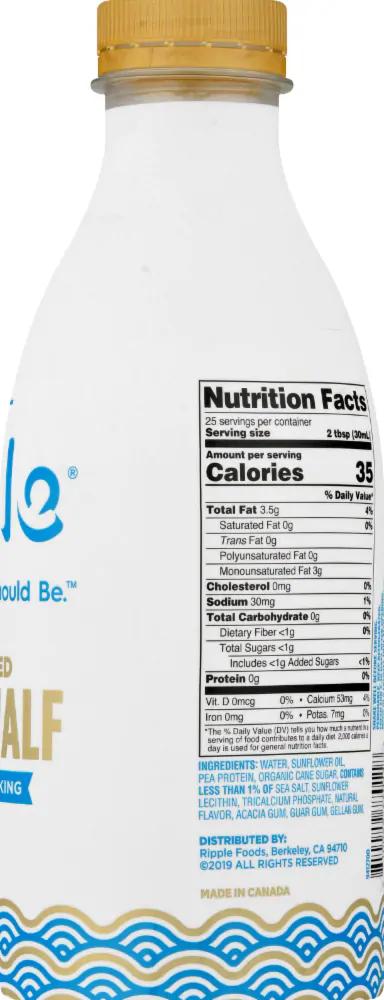 le®
ould Be.™
ED
ALF
KING
Nutrition Facts
25 servings per container
Serving size 2 tbsp (30mL)
Amount per serving
Calories 35
% Daily Value*
Total Fat 3.5g 4%
Saturated Fat 0g 0%
Trans Fat 0g
Polyunsaturated Fat 0g
Monounsaturated Fat 3g
Cholesterol 0mg 0%
Sodium 30mg 1%
Total Carbohydrate 0g 0%
Dietary Fiber <1g 0%
Total Sugars <1g
Includes <1g Added Sugars <1%
Protein 0g 0%
Vit. D 0mcg 0% • Calcium 53mg 4%
Iron 0mg 0% • Potas. 7mg 0%
*The % Daily Value (DV) tells you how much a nutrient in a
serving of food contributes to a daily diet. 2,000 calories a
day is used for general nutrition facts.
INGREDIENTS: WATER, SUNFLOWER OIL,
PEA PROTEIN, ORGANIC CANE SUGAR, CONTAINS
LESS THAN 1% OF SEA SALT, SUNFLOWER
LECITHIN, TRICALCIUM PHOSPHATE, NATURAL
FLAVOR, ACACIA GUM, GUAR GUM, GELLAN GUM.
DISTRIBUTED BY:
Ripple Foods, Berkeley, CA 94710
©2019 ALL RIGHTS RESERVED
MADE IN CANADA